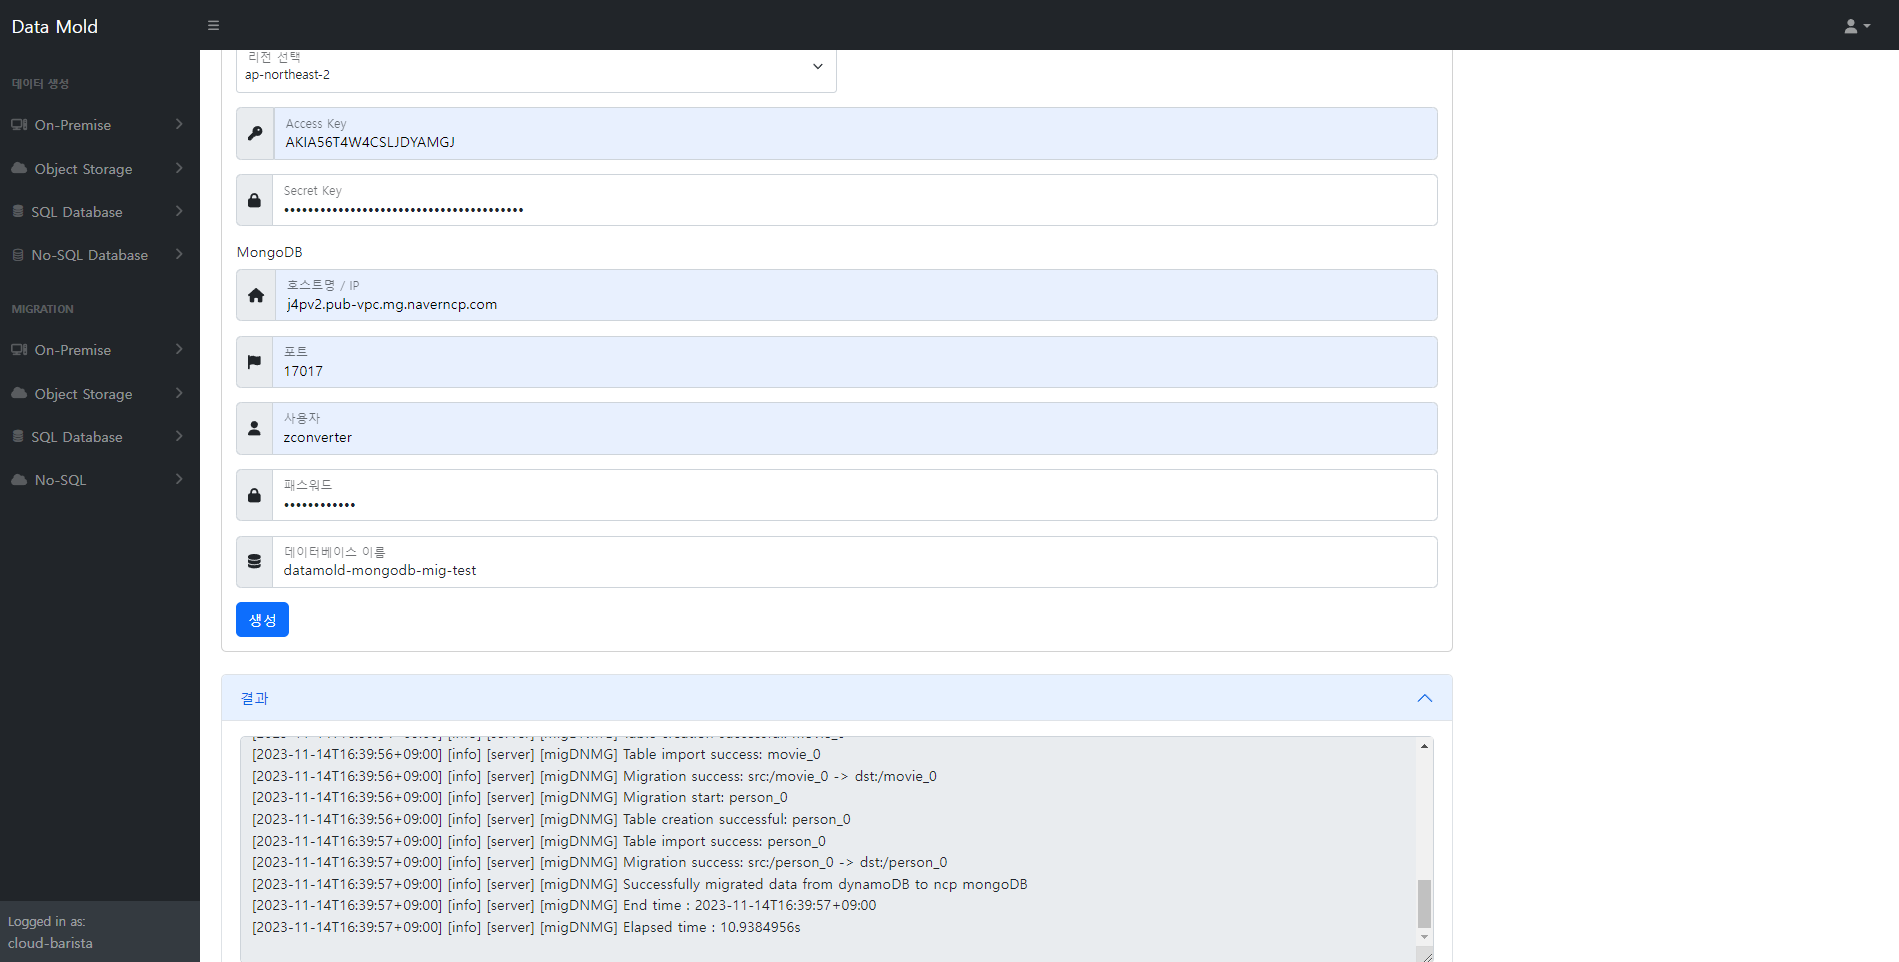 Data Mold
데이터 생성
On-Premise
Object Storage
SQL Database
No-SQL Database
MIGRATION
On-Premise
Object Storage
SQL Database
No-SQL
Logged in as:
cloud-barista
리전 선택
ap-northeast-2
Access Key
AKIA56T4W4CSLJDYAMGJ
Secret Key
••••••••••••••••••••••••••••••••••••••••
MongoDB
호스트명 / IP
j4pv2.pub-vpc.mg.naverncp.com
포트
17017
사용자
zconverter
패스워드
••••••••••••
데이터베이스 이름
datamold-mongodb-mig-test
생성
결과
[2023-11-14T16:39:56+09:00] [info] [server] [migDNMG] Table import success: movie_0
[2023-11-14T16:39:56+09:00] [info] [server] [migDNMG] Migration success: src:/movie_0 -> dst:/movie_0
[2023-11-14T16:39:56+09:00] [info] [server] [migDNMG] Migration start: person_0
[2023-11-14T16:39:56+09:00] [info] [server] [migDNMG] Table creation successful: person_0
[2023-11-14T16:39:57+09:00] [info] [server] [migDNMG] Table import success: person_0
[2023-11-14T16:39:57+09:00] [info] [server] [migDNMG] Migration success: src:/person_0 -> dst:/person_0
[2023-11-14T16:39:57+09:00] [info] [server] [migDNMG] Successfully migrated data from dynamoDB to ncp mongoDB
[2023-11-14T16:39:57+09:00] [info] [server] [migDNMG] End time : 2023-11-14T16:39:57+09:00
[2023-11-14T16:39:57+09:00] [info] [server] [migDNMG] Elapsed time : 10.9384956s